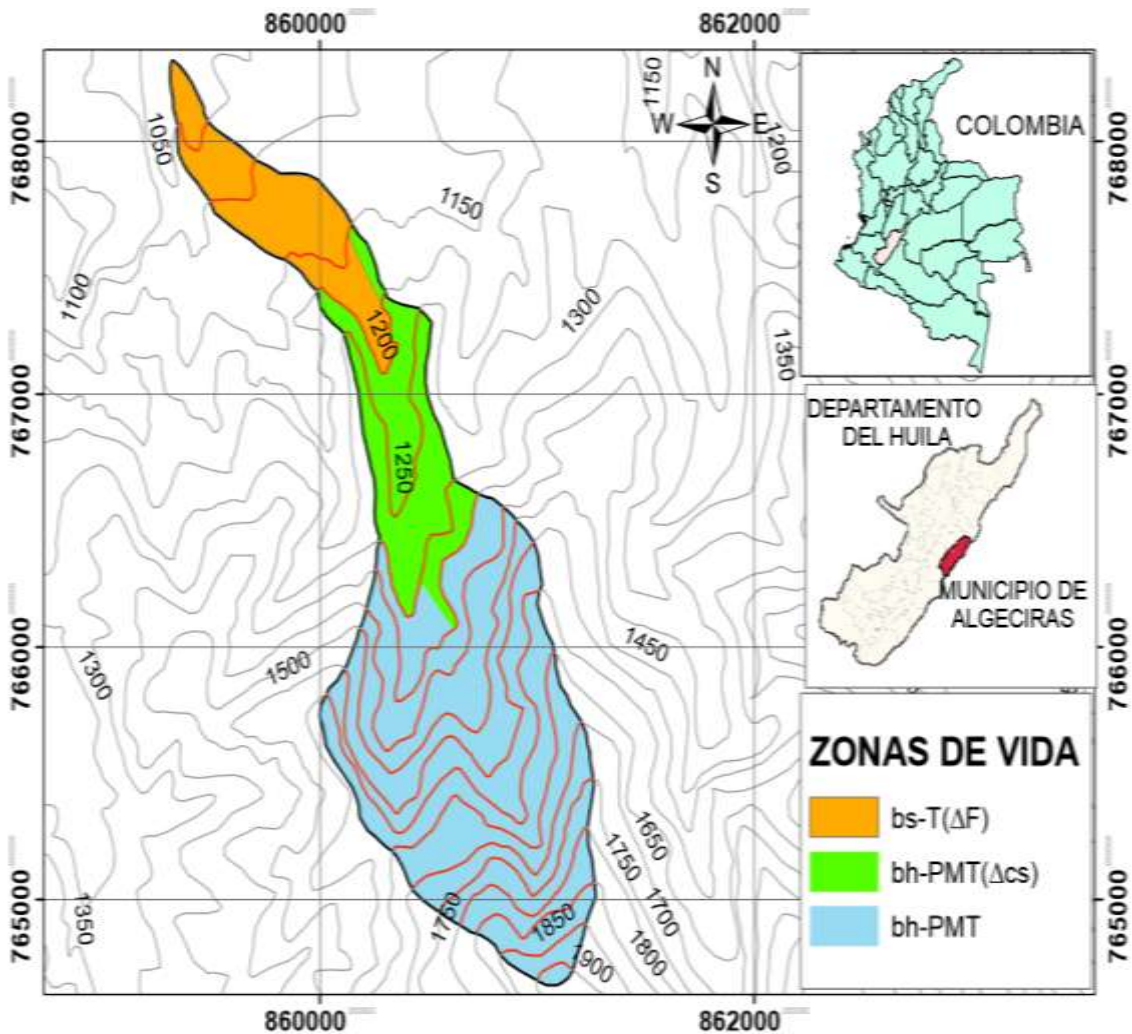 860000
862000
N
W
E
S
COLOMBIA
768000
768000
1150
1200
1050
1150
1100
1300
1200
1350
767000
767000
DEPARTAMENTO
DEL HUILA
1250
MUNICIPIO DE
ALGECIRAS
1300
1500
1450
766000
766000
ZONAS DE VIDA
bs-T(ΔF)
bh-PMT(Δcs)
bh-PMT
1650
1750
1700
1800
1350
1750
1850
1900
765000
765000
860000
862000